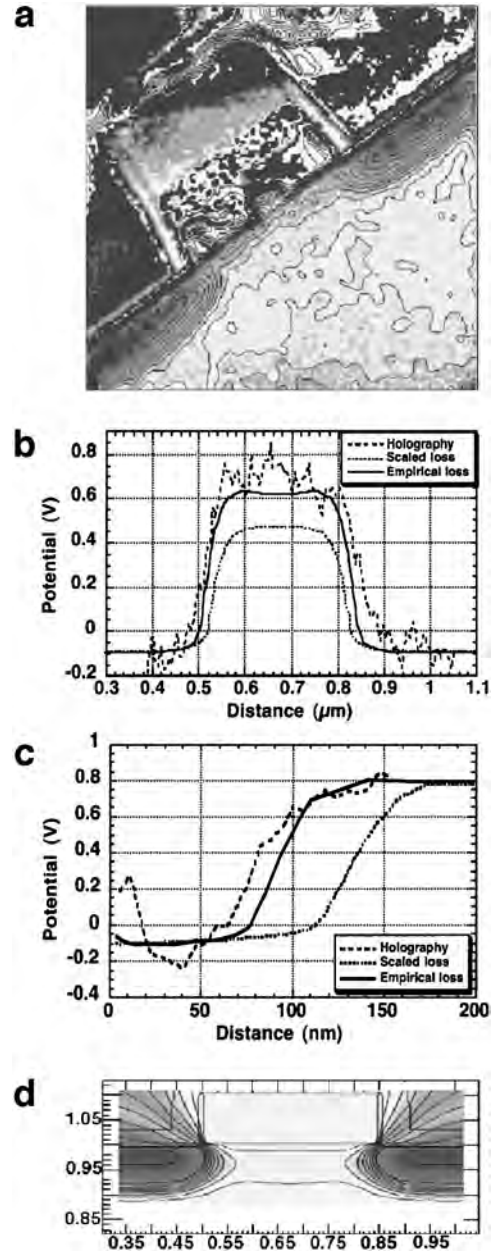 a
b
0.8
0.6
0.4
0.2
0
-0.2
Potential (V)
Holography
Scaled loss
Empirical loss
0.3 0.4 0.5 0.6 0.7 0.8 0.9 1 1.1
Distance (µm)
c
1
0.8
0.6
0.4
0.2
0
-0.2
-0.4
Potential (V)
Holography
Scaled loss
Empirical loss
0 50 100 150 200
Distance (nm)
d
1.05
0.95
0.85
0.35 0.45 0.55 0.65 0.75 0.85 0.95